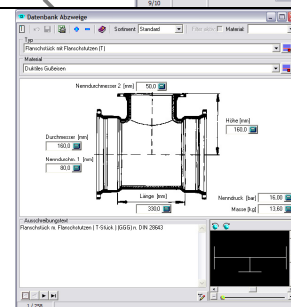 9/10
Datenbank Abzweige
Sortiment Standard Filter aktiv Material
Typ
Flanschstück mit Flanschstutzen (T)
Material
Duktiles Gußeisen
Nenndurchmesser 2 [mm] 50,0
Höhe [mm]
160,0
Durchmesser [mm]
160,0
Nenndurchm. 1 [mm]
80,0
Länge [mm]
330,0
Nenndruck [bar] 16,00
Masse [kg] 13,60
Ausschreibungstext
Flanschstück m. Flanschstutzen ( T-Stück ) (GGG) n. DIN 28643
1 / 258